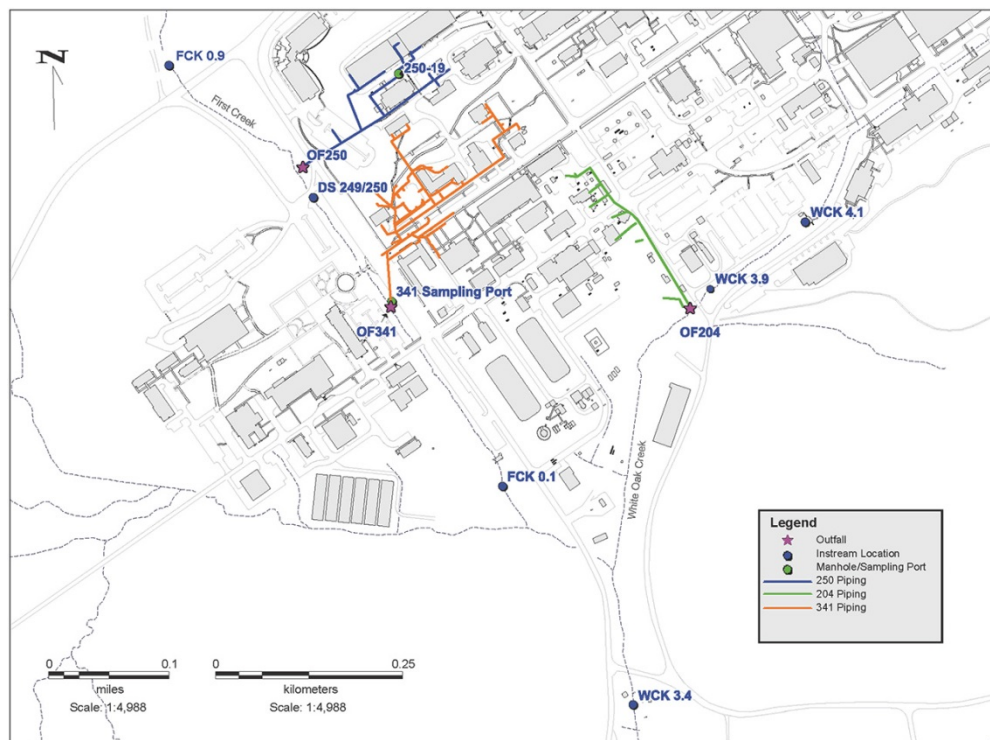 N
FCK 0.9
First Creek
250-19
OF250
DS 249/250
341 Sampling Port
OF341
WCK 4.1
WCK 3.9
OF204
FCK 0.1
White Oak Creek
WCK 3.4
Legend
Outfall
Instream Location
Manhole/Sampling Port
250 Piping
204 Piping
341 Piping
0 0.1
miles
Scale: 1:4,988
0 0.25
kilometers
Scale: 1:4,988